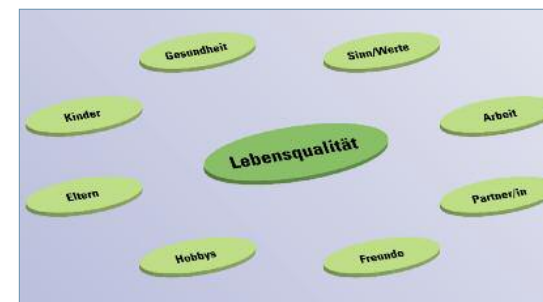 Gesundheit
Sinn/Werte
Kinder
Arbeit
Lebensqualität
Eltern
Partner/in
Hobbys
Freunde